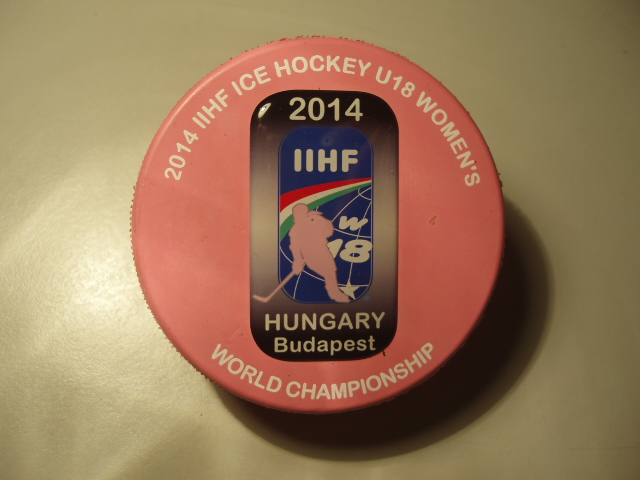 2014 IIHF ICE HOCKEY U18 WOMEN'S
2014
IIHF
w
18
HUNGARY
Budapest
WORLD CHAMPIONSHIP